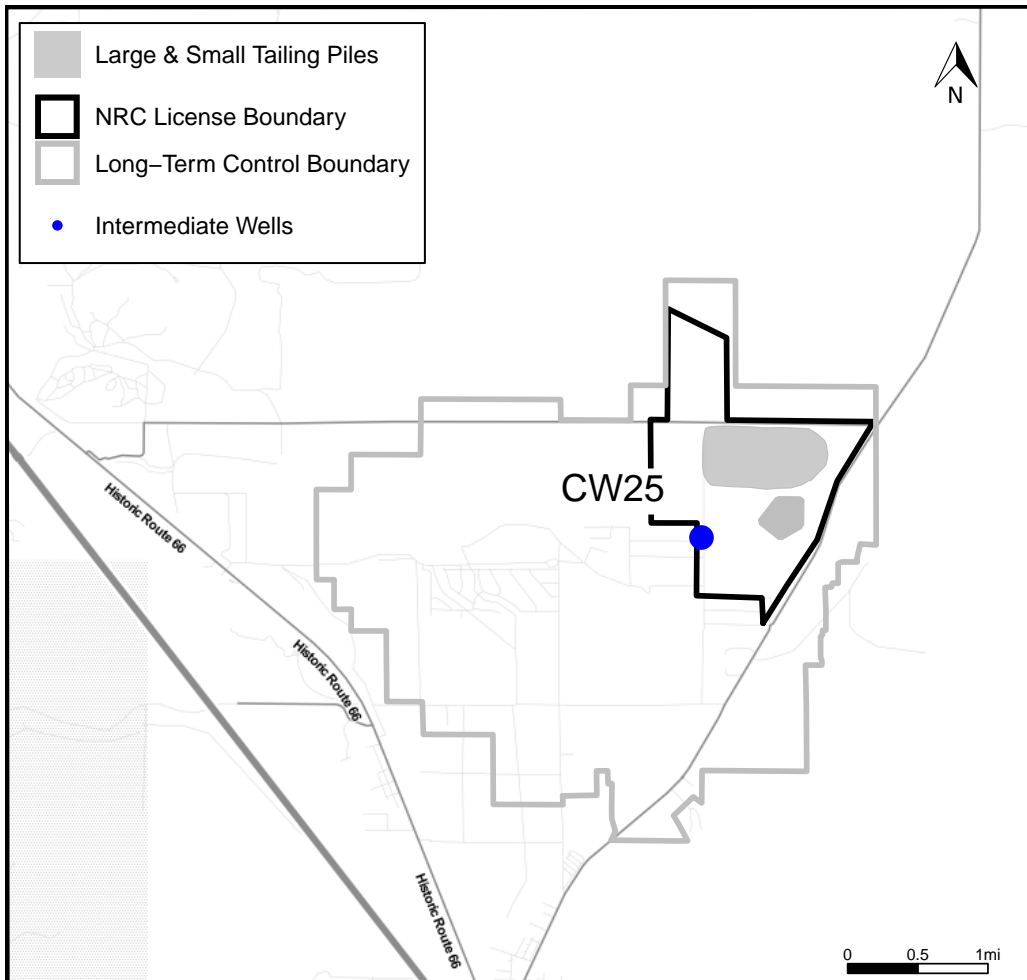 Large & Small Tailing Piles
NRC License Boundary
Long−Term Control Boundary
Intermediate Wells
N
CW25
Historic Route 66
Historic Route 66
Historic Route 66
0 0.5 1mi